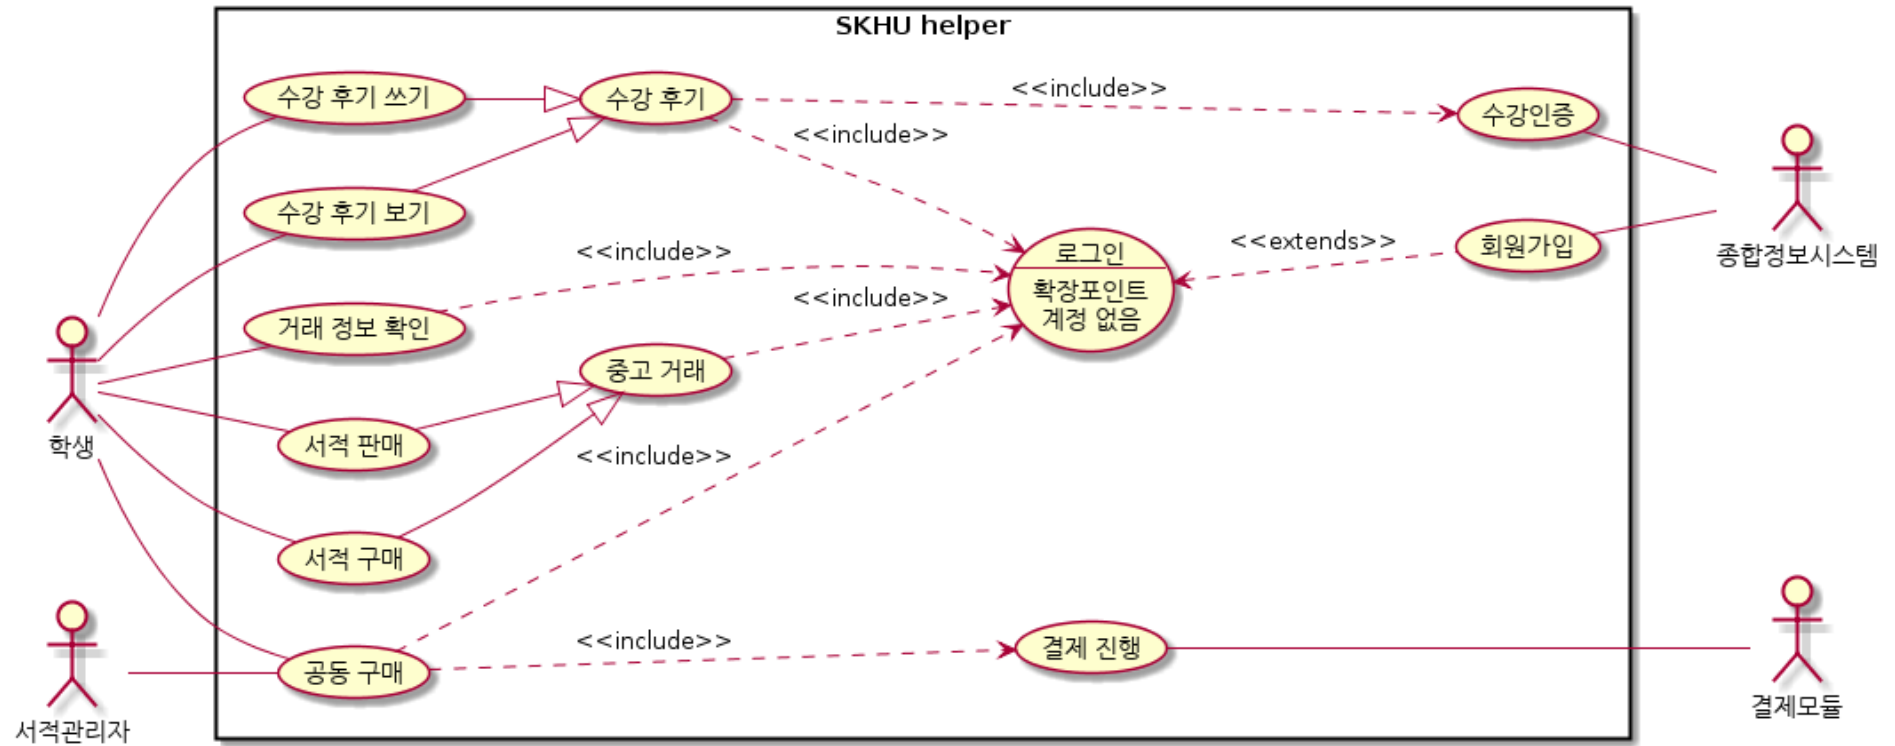 SKHU helper
수강 후기 쓰기
수강 후기
<<include>>
수강인증
<<include>>
수강 후기 보기
<<include>>
로그인
확장포인트
계정 없음
<<extends>>
회원가입
종합정보시스템
거래 정보 확인
<<include>>
중고 거래
학생
서적 판매
<<include>>
서적 구매
<<include>>
결제 진행
공동 구매
서적관리자
결제모듈